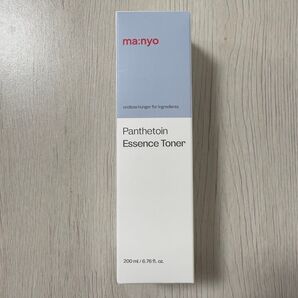 ma:nyo
endless hunger for ingredients
Panthetoin
Essence Toner
200 ml / 6.76 fl. oz.